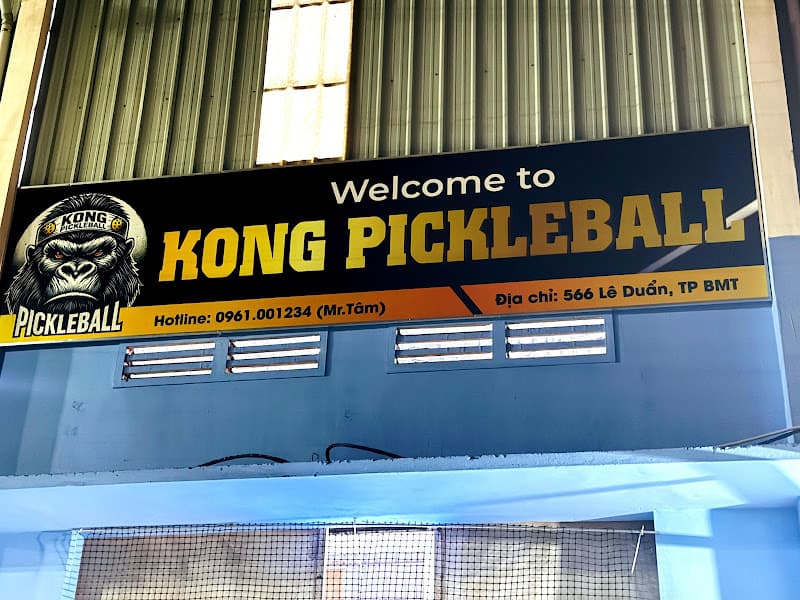 Welcome to
KONG PICKLEBALL
KONG
PICKLEBALL
PICKLEBALL
Hotline: 0961.001234 (Mr.Tâm)
Địa chỉ: 566 Lê Duẩn, TP BMT